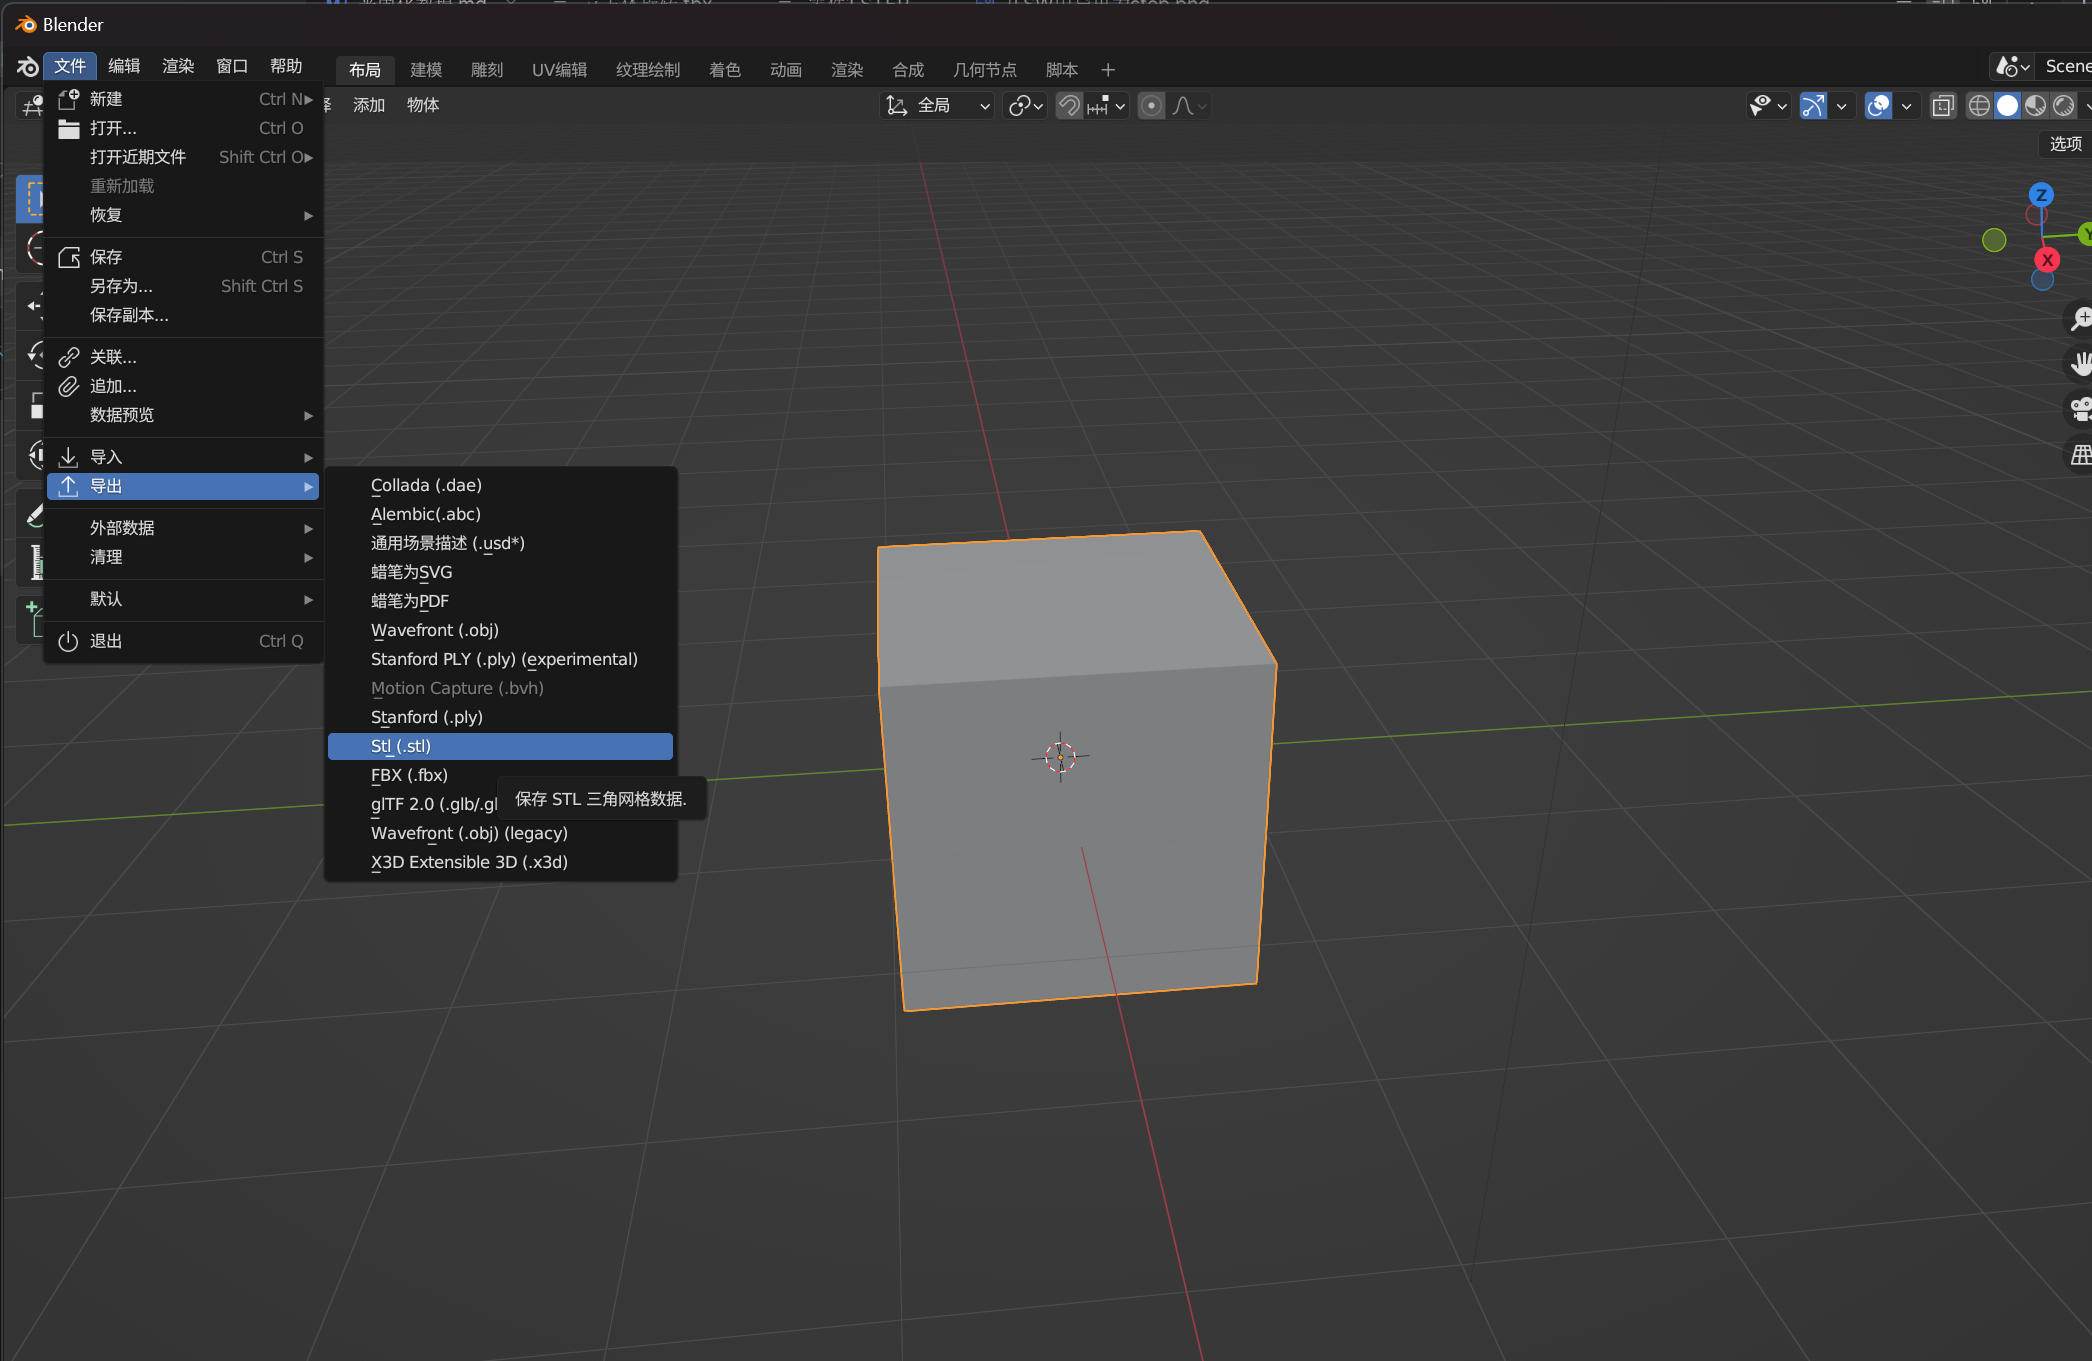 Blender
文件 编辑 渲染 窗口 帮助 布局 建模 雕刻 UV编辑 纹理绘制 着色 动画 渲染 合成 几何节点 脚本 + Scene
添加 物体 全局
选项
新建 Ctrl N
打开... Ctrl O
打开近期文件 Shift Ctrl O
重新加载
恢复
保存 Ctrl S
另存为... Shift Ctrl S
保存副本...
关联...
追加...
数据预览
导入
导出
外部数据
清理
默认
退出 Ctrl Q
Collada (.dae)
Alembic(.abc)
通用场景描述 (.usd*)
蜡笔为SVG
蜡笔为PDF
Wavefront (.obj)
Stanford PLY (.ply) (experimental)
Motion Capture (.bvh)
Stanford (.ply)
Stl (.stl)
FBX (.fbx)
glTF 2.0 (.glb/.gl
保存 STL 三角网格数据.
Wavefront (.obj) (legacy)
X3D Extensible 3D (.x3d)
Z
Y
X